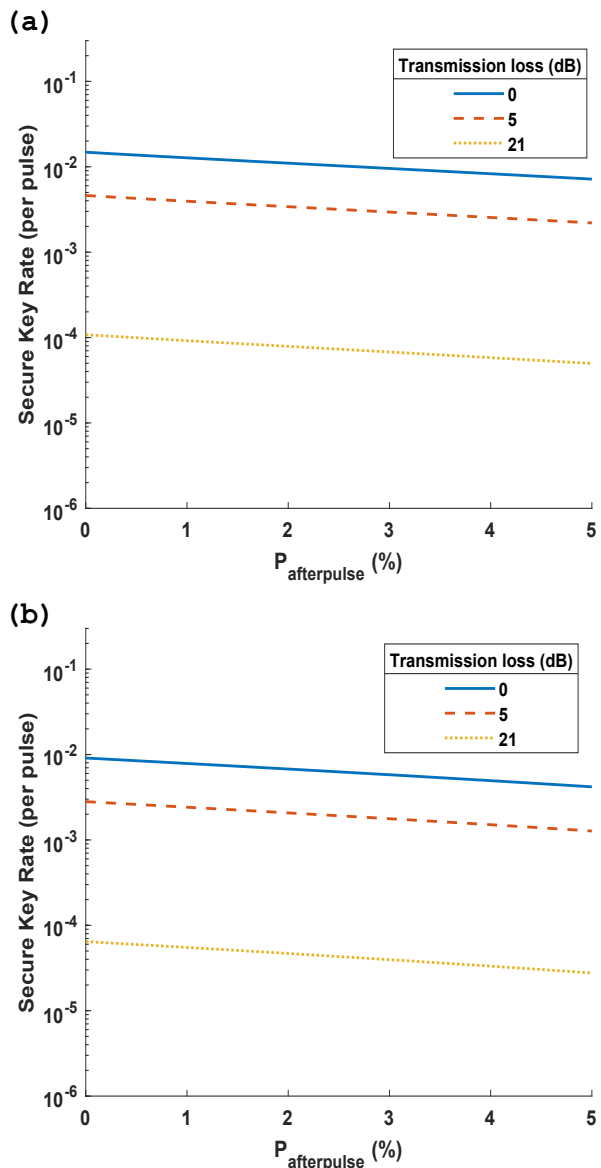 (a)
Transmission loss (dB)
0
5
21
10^-1
10^-2
10^-3
10^-4
10^-5
10^-6
Secure Key Rate (per pulse)
0 1 2 3 4 5
P_afterpulse (%)
(b)
Transmission loss (dB)
0
5
21
10^-1
10^-2
10^-3
10^-4
10^-5
10^-6
Secure Key Rate (per pulse)
0 1 2 3 4 5
P_afterpulse (%)